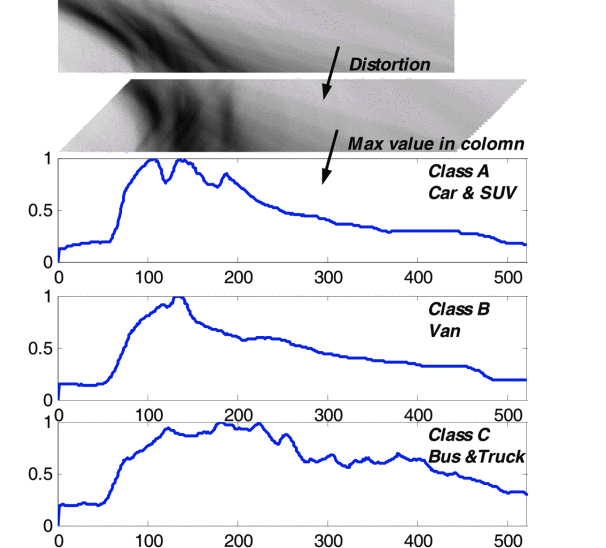 Distortion
Max value in colomn
1
0.5
0
Class A
Car & SUV
0 100 200 300 400 500
1
0.5
0
Class B
Van
0 100 200 300 400 500
1
0.5
0
Class C
Bus &Truck
0 100 200 300 400 500